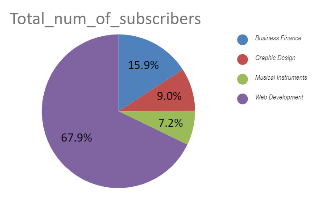 Total_num_of_subscribers
Business Finance
Graphic Design
Musical Instruments
Web Development
15.9%
9.0%
7.2%
67.9%